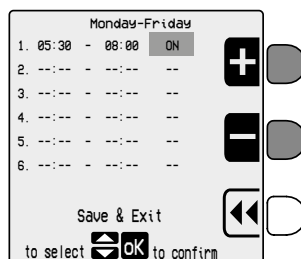 Monday-Friday
1. 05:30 - 08:00 ON
2. --:-- - --:-- --
3. --:-- - --:-- --
4. --:-- - --:-- --
5. --:-- - --:-- --
6. --:-- - --:-- --
Save & Exit
to select OK to confirm